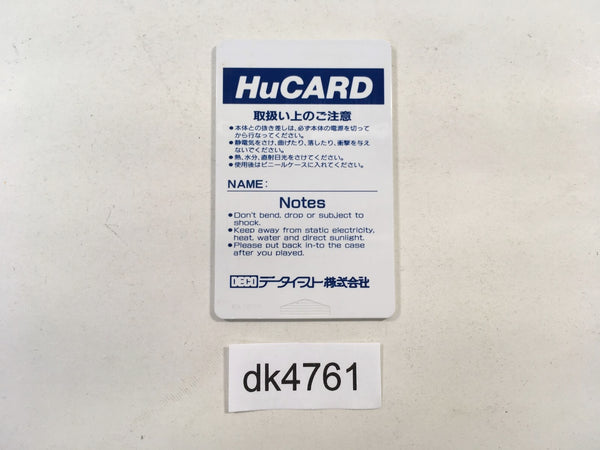 HuCARD
取扱い上のご注意
●本体との抜き差しは、必ず本体の電源を切って
から行なってください。
●静電気をさけ、曲げたり、落したり、衝撃を与え
ないでください。
●熱、水分、直射日光をさけてください。
●使用後はビニールケースに入れてください。
NAME:
Notes
●Don't bend, drop or subject to
shock.
●Keep away from static electricity,
heat, water and direct sunlight.
●Please put back in-to the case
after you played.
DECO データイースト株式会社
dk4761